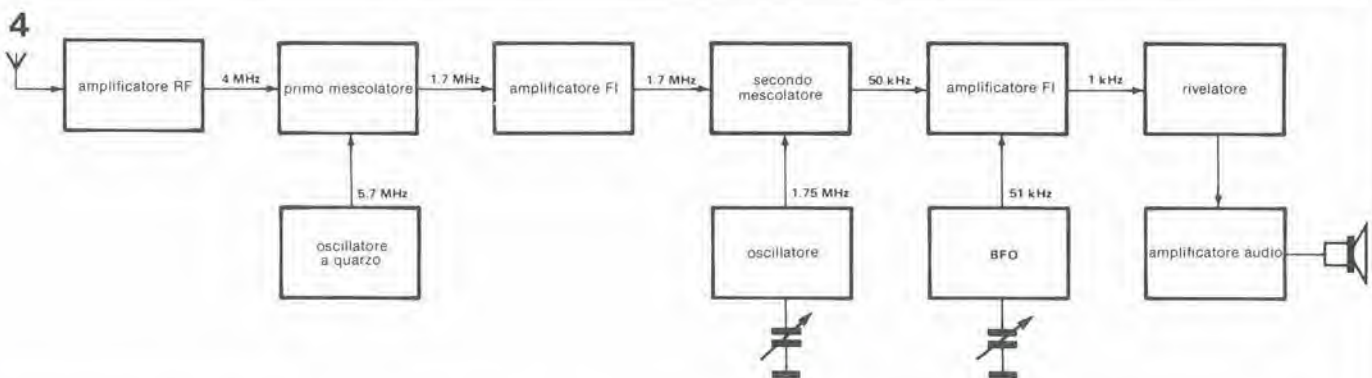 4
amplificatore RF
4 MHz
primo mescolatore
1.7 MHz
amplificatore FI
1.7 MHz
secondo
mescolatore
50 kHz
amplificatore FI
1 kHz
rivelatore
5.7 MHz
1.75 MHz
51 kHz
oscillatore
a quarzo
oscillatore
BFO
amplificatore audio